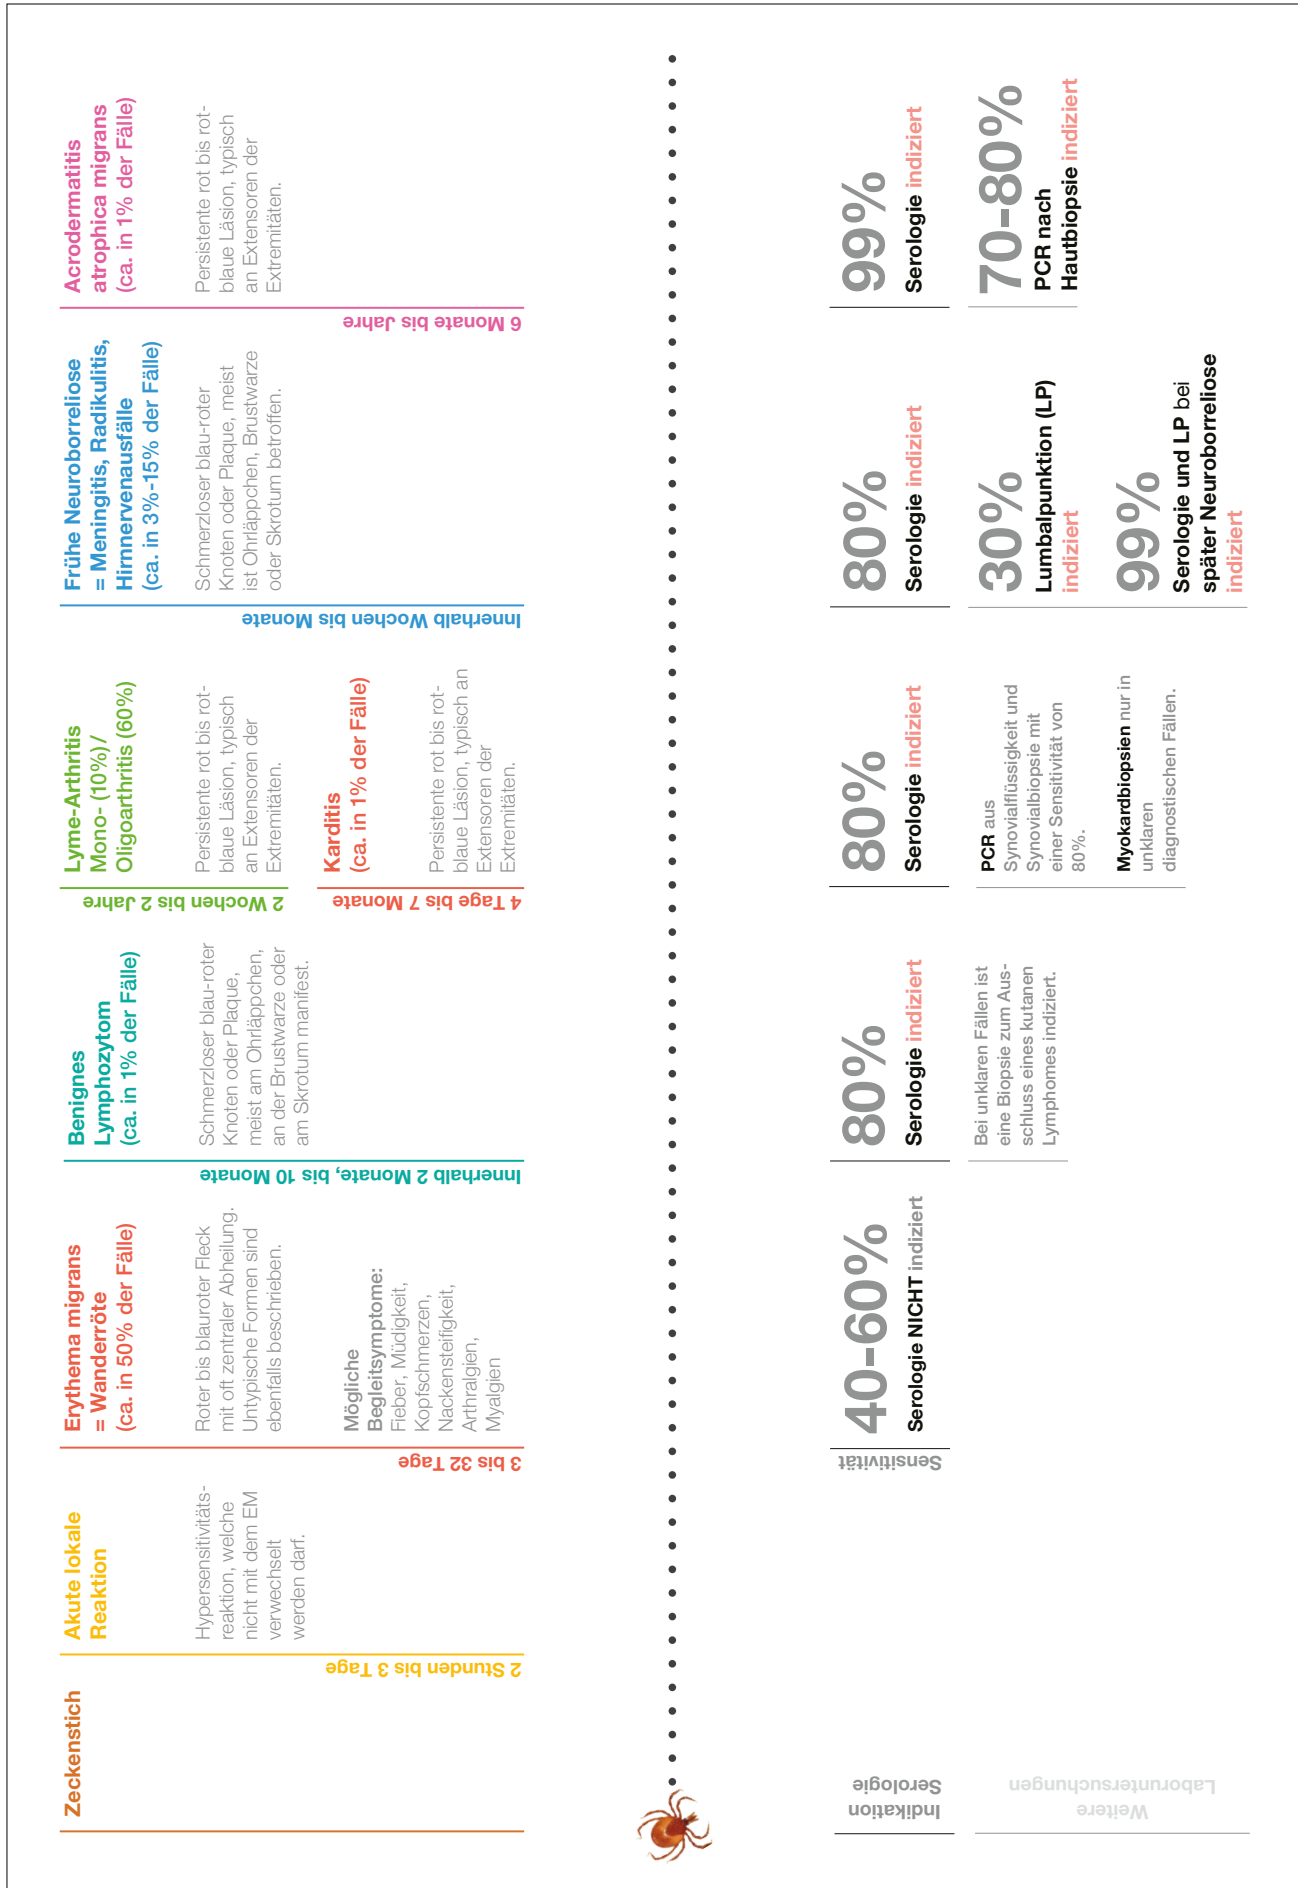 Zeckenstich
2 Stunden bis 3 Tage
Akute lokale
Reaktion
Hypersensitivitäts-
reaktion, welche
nicht mit dem EM
verwechselt
werden darf.
3 bis 32 Tage
Erythema migrans
= Wanderröte
(ca. in 50% der Fälle)
Roter bis blauroter Fleck
mit oft zentraler Abheilung.
Untypische Formen sind
ebenfalls beschrieben.
Mögliche
Begleitsymptome:
Fieber, Müdigkeit,
Kopfschmerzen,
Nackensteifigkeit,
Arthralgien,
Myalgien
Innerhalb 2 Monate, bis 10 Monate
Benignes
Lymphozytom
(ca. in 1% der Fälle)
Schmerzloser blau-roter
Knoten oder Plaque,
meist am Ohrläppchen,
an der Brustwarze oder
am Skrotum manifest.
2 Wochen bis 2 Jahre
Lyme-Arthritis
Mono- (10%)/
Oligoarthritis (60%)
Persistente rot bis rot-
blaue Läsion, typisch
an Extensoren der
Extremitäten.
4 Tage bis 7 Monate
Karditis
(ca. in 1% der Fälle)
Persistente rot bis rot-
blaue Läsion, typisch an
Extensoren der
Extremitäten.
Innerhalb Wochen bis Monate
Frühe Neuroborreliose
= Meningitis, Radikulitis,
Hirnnervenausfälle
(ca. in 3%-15% der Fälle)
Schmerzloser blau-roter
Knoten oder Plaque, meist
ist Ohrläppchen, Brustwarze
oder Skrotum betroffen.
6 Monate bis Jahre
Acrodermatitis
atrophica migrans
(ca. in 1% der Fälle)
Persistente rot bis rot-
blaue Läsion, typisch
an Extensoren der
Extremitäten.
Indikation
Serologie
Sensitivität
40-60%
Serologie NICHT indiziert
80%
Serologie indiziert
80%
Serologie indiziert
80%
Serologie indiziert
99%
Serologie indiziert
Weitere
Laboruntersuchungen
Bei unklaren Fällen ist
eine Biopsie zum Aus-
schluss eines kutanen
Lymphomes indiziert.
PCR aus
Synovialflüssigkeit und
Synovialbiopsie mit
einer Sensitivität von
80%.
Myokardbiopsien nur in
unklaren
diagnostischen Fällen.
30%
Lumbalpunktion (LP)
indiziert
99%
Serologie und LP bei
später Neuroborreliose
indiziert
70-80%
PCR nach
Hautbiopsie indiziert